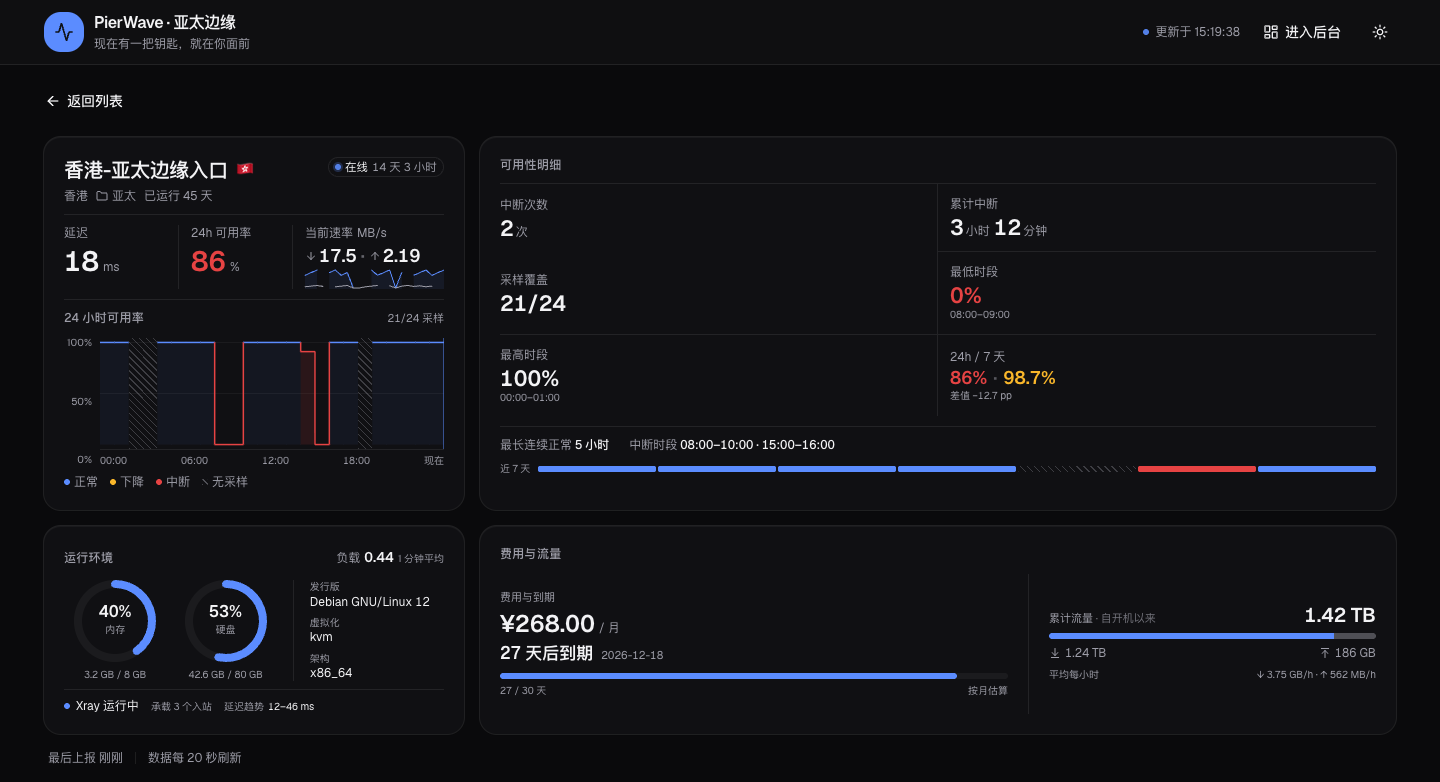 PierWave · 亚太边缘
现在有一把钥匙，就在你面前
更新于 15:19:38
进入后台
返回列表
香港-亚太边缘入口
在线 14 天 3 小时
香港 亚太 已运行 45 天
延迟
18 ms
24h 可用率
86 %
当前速率 MB/s
↓ 17.5 · ↑ 2.19
24 小时可用率
21/24 采样
100%
50%
0%
00:00 06:00 12:00 18:00 现在
正常 下降 中断 无采样
可用性明细
中断次数
2 次
累计中断
3 小时 12 分钟
采样覆盖
21/24
最低时段
0%
08:00–09:00
最高时段
100%
00:00–01:00
24h / 7 天
86% · 98.7%
差值 −12.7 pp
最长连续正常 5 小时 中断时段 08:00–10:00 · 15:00–16:00
近 7 天
运行环境
负载 0.44 1 分钟平均
40%
内存
3.2 GB / 8 GB
53%
硬盘
42.6 GB / 80 GB
发行版
Debian GNU/Linux 12
虚拟化
kvm
架构
x86_64
Xray 运行中 承载 3 个入站 延迟趋势 12–46 ms
费用与流量
费用与到期
¥268.00 / 月
27 天后到期 2026-12-18
27 / 30 天
按月估算
累计流量 · 自开机以来
1.42 TB
1.24 TB
186 GB
平均每小时
↓ 3.75 GB/h · ↑ 562 MB/h
最后上报 刚刚
数据每 20 秒刷新